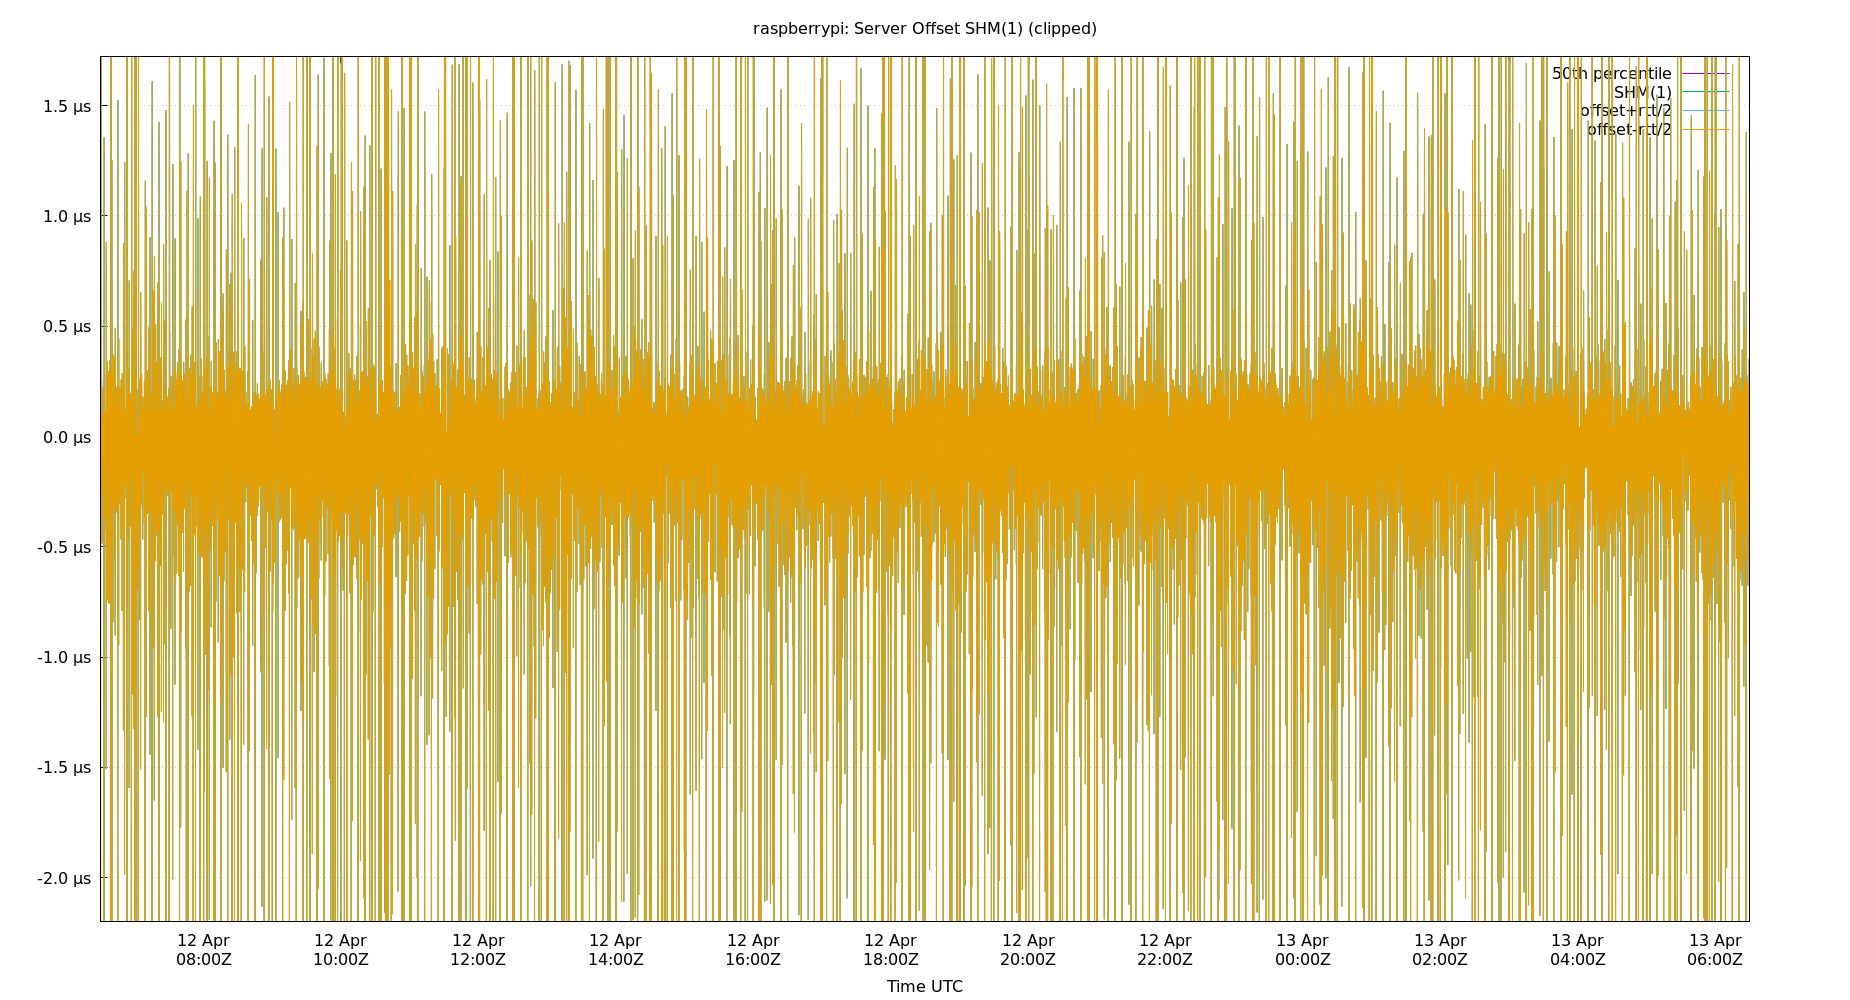 raspberrypi: Server Offset SHM(1) (clipped)
50th percentile
SHM(1)
offset+rtt/2
offset-rtt/2
1.5 µs
1.0 µs
0.5 µs
0.0 µs
-0.5 µs
-1.0 µs
-1.5 µs
-2.0 µs
12 Apr 12 Apr 12 Apr 12 Apr 12 Apr 12 Apr 12 Apr 12 Apr 13 Apr 13 Apr 13 Apr 13 Apr
08:00Z 10:00Z 12:00Z 14:00Z 16:00Z 18:00Z 20:00Z 22:00Z 00:00Z 02:00Z 04:00Z 06:00Z
Time UTC